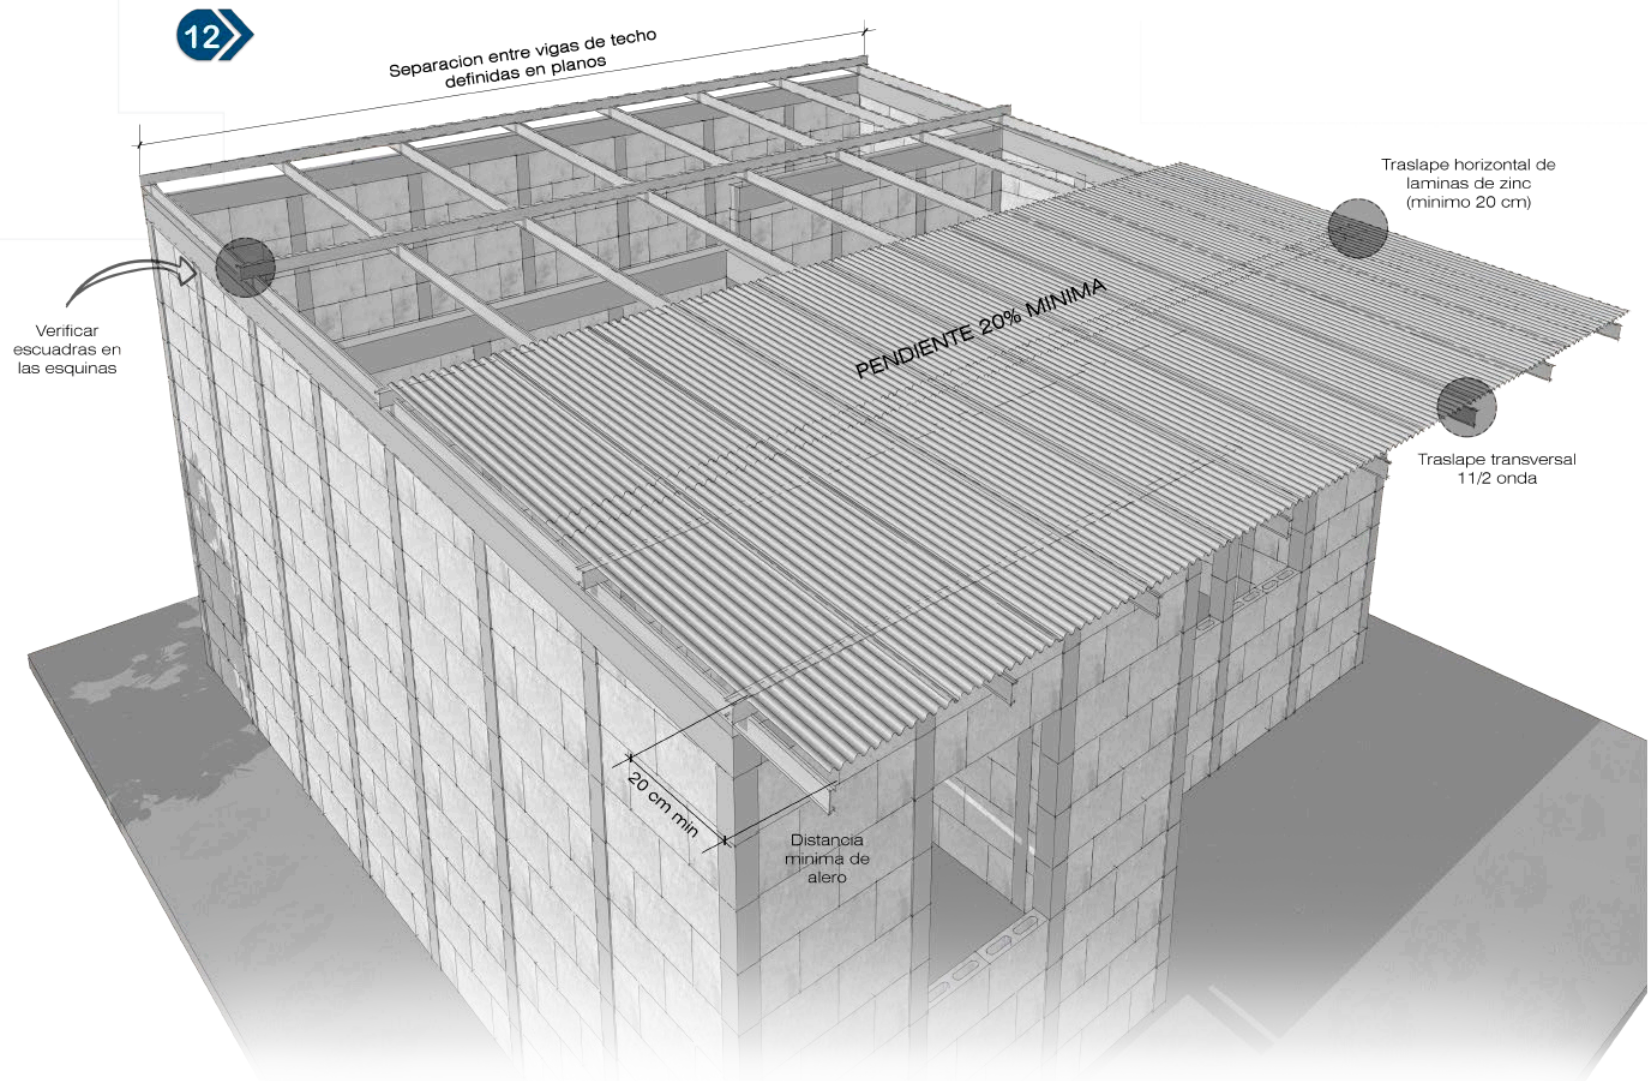 12
Separacion entre vigas de techo
definidas en planos
Traslape horizontal de
laminas de zinc
(minimo 20 cm)
PENDIENTE 20% MINIMA
Verificar
escuadras en
las esquinas
Traslape transversal
11/2 onda
20 cm min
Distancia
minima de
alero